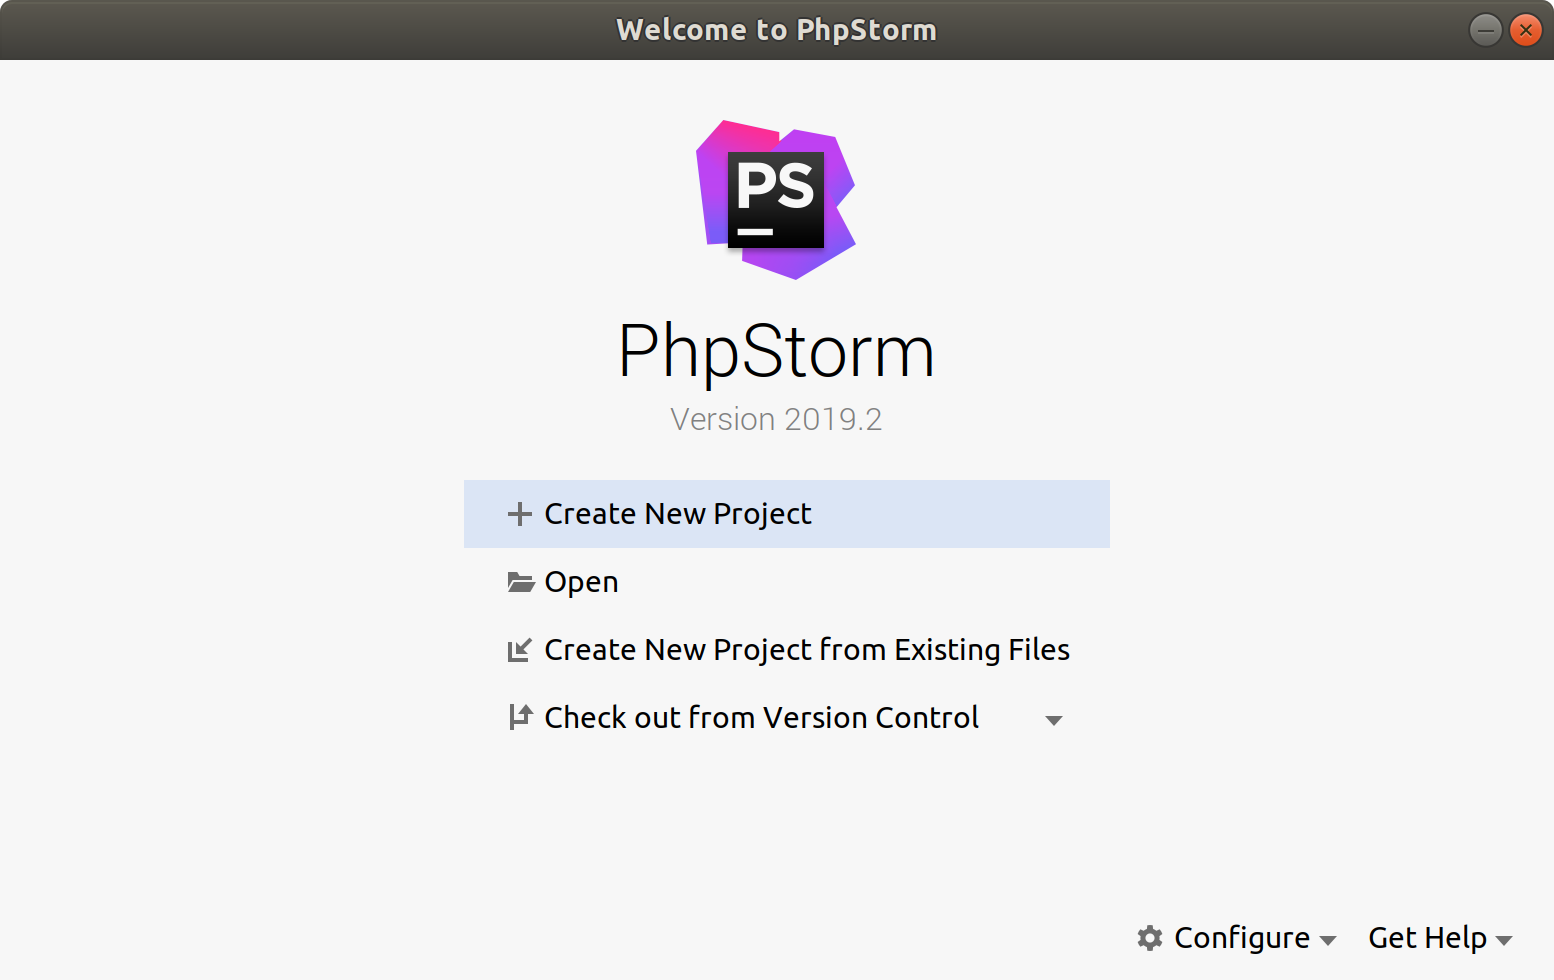 Welcome to PhpStorm
PS
PhpStorm
Version 2019.2
Create New Project
Open
Create New Project from Existing Files
Check out from Version Control
Configure
Get Help